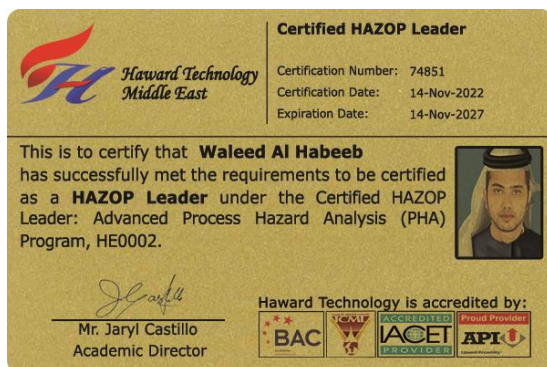 Certified HAZOP Leader
Haward Technology
Middle East
Certification Number: 74851
Certification Date: 14-Nov-2022
Expiration Date: 14-Nov-2027
This is to certify that Waleed Al Habeeb
has successfully met the requirements to be certified
as a HAZOP Leader under the Certified HAZOP
Leader: Advanced Process Hazard Analysis (PHA)
Program, HE0002.
Mr. Jaryl Castillo
Academic Director
Haward Technology is accredited by:
BAC
ACCREDITED
IACET
PROVIDER
Proud Provider
API